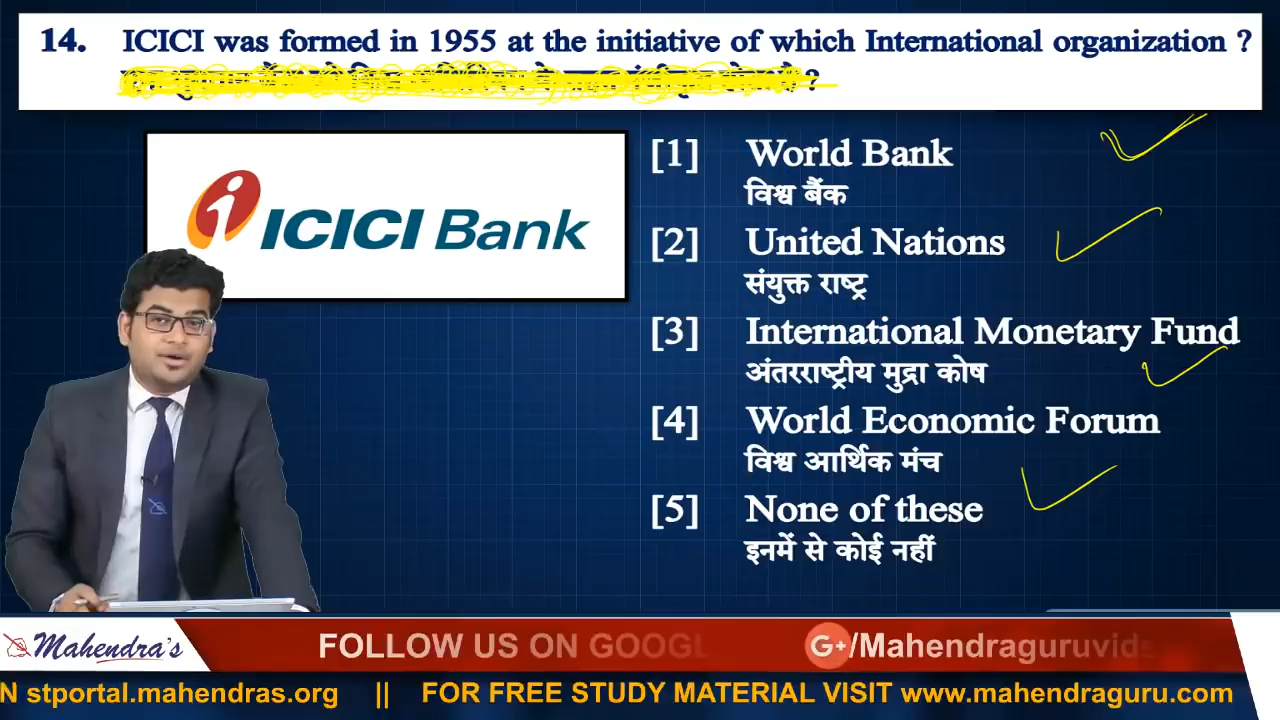 14. ICICI was formed in 1955 at the initiative of which International organization ?
?
ICICI Bank
[1] World Bank
विश्व बैंक
[2] United Nations
संयुक्त राष्ट्र
[3] International Monetary Fund
अंतरराष्ट्रीय मुद्रा कोष
[4] World Economic Forum
विश्व आर्थिक मंच
[5] None of these
इनमें से कोई नहीं
Mahendra's
FOLLOW US ON GOOGL
G+/Mahendraguruvids
N stportal.mahendras.org || FOR FREE STUDY MATERIAL VISIT www.mahendraguru.com